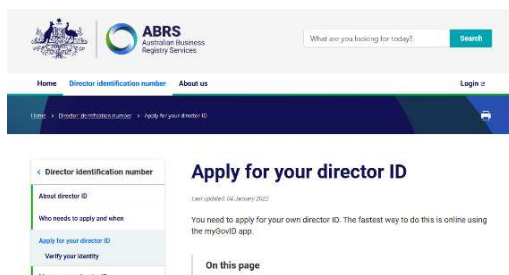 ABRS
Australian Business
Registry Services
What are you looking for today?
Search
Home Director identification number About us
Login
Home > Director identification number > Apply for your director ID
< Director identification number
About director ID
Who needs to apply and when
Apply for your director ID
Verify your identity
Apply for your director ID
Last updated 04 January 2022
You need to apply for your own director ID. The fastest way to do this is online using
the myGovID app.
On this page